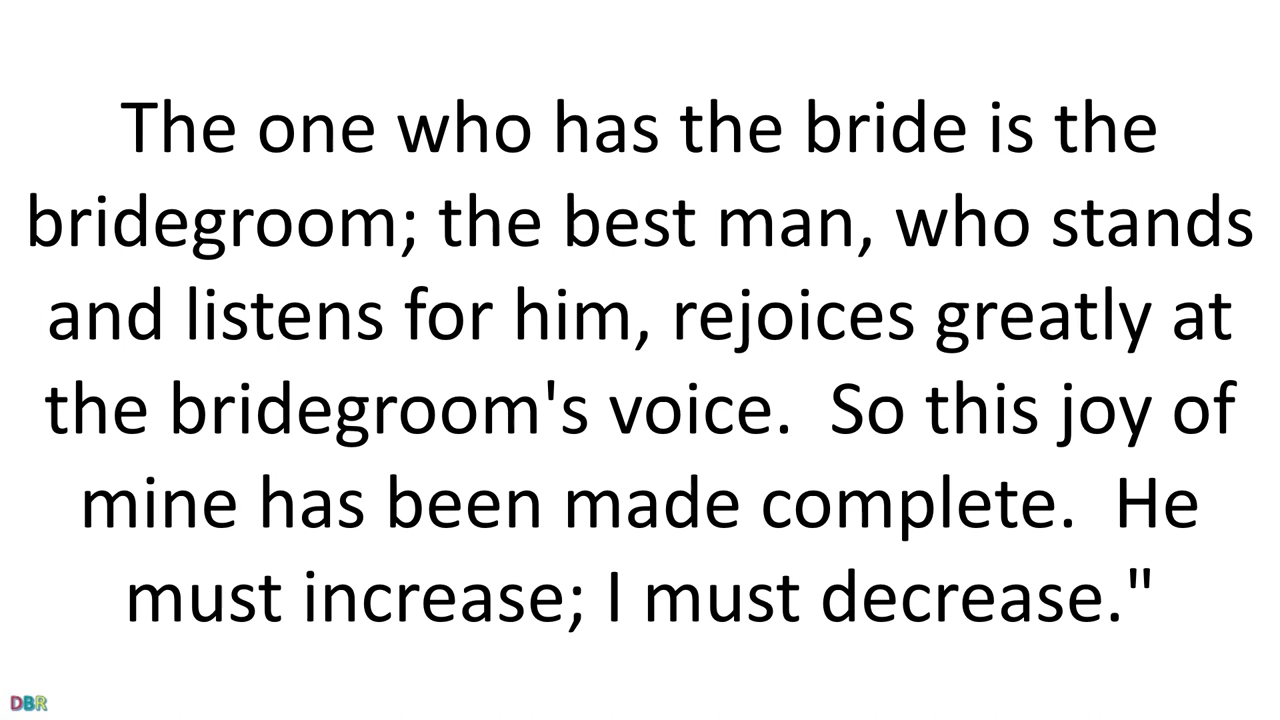 The one who has the bride is the
bridegroom; the best man, who stands
and listens for him, rejoices greatly at
the bridegroom's voice.  So this joy of
mine has been made complete.  He
must increase; I must decrease."
DBR